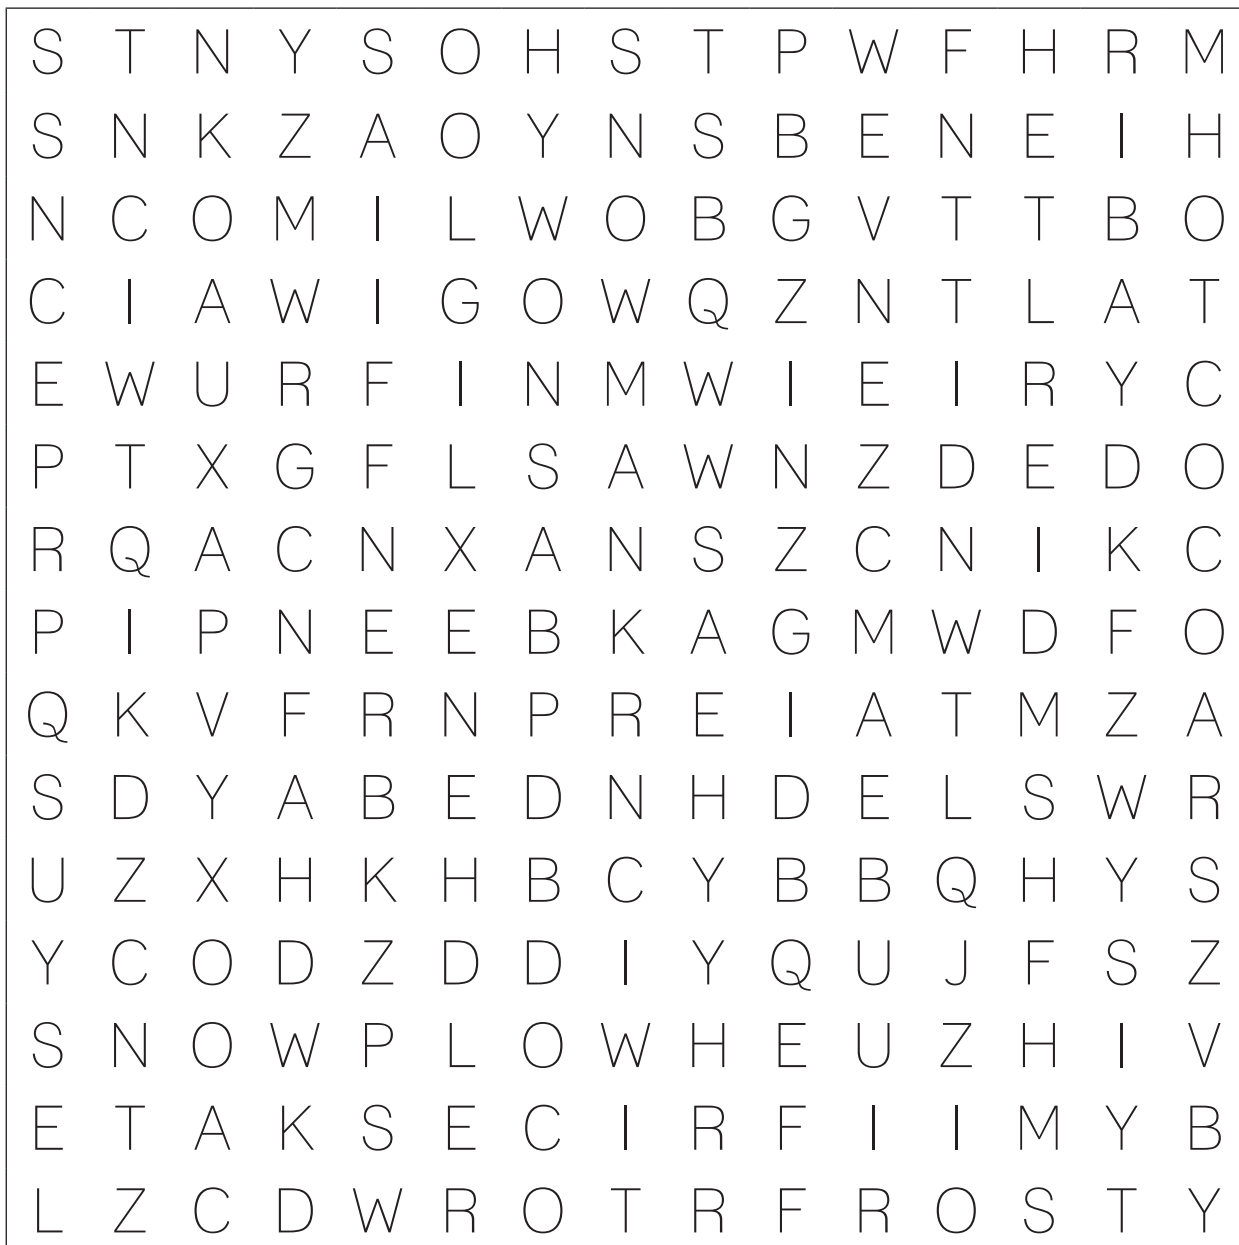 S T N Y S O H S T P W F H R M
S N K Z A O Y N S B E N E I H
N C O M I L W O B G V T T B O
C I A W I G O W Q Z N T L A T
E W U R F I N M W I E I R Y C
P T X G F L S A W N Z D E D O
R Q A C N X A N S Z C N I K C
P I P N E E B K A G M W D F O
Q K V F R N P R E I A T M Z A
S D Y A B E D N H D E L S W R
U Z X H K H B C Y B B Q H Y S
Y C O D Z D D I Y Q U J F S Z
S N O W P L O W H E U Z H I V
E T A K S E C I R F I I M Y B
L Z C D W R O T R F R O S T Y